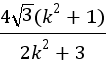 4√3(k² + 1)
2k² + 3